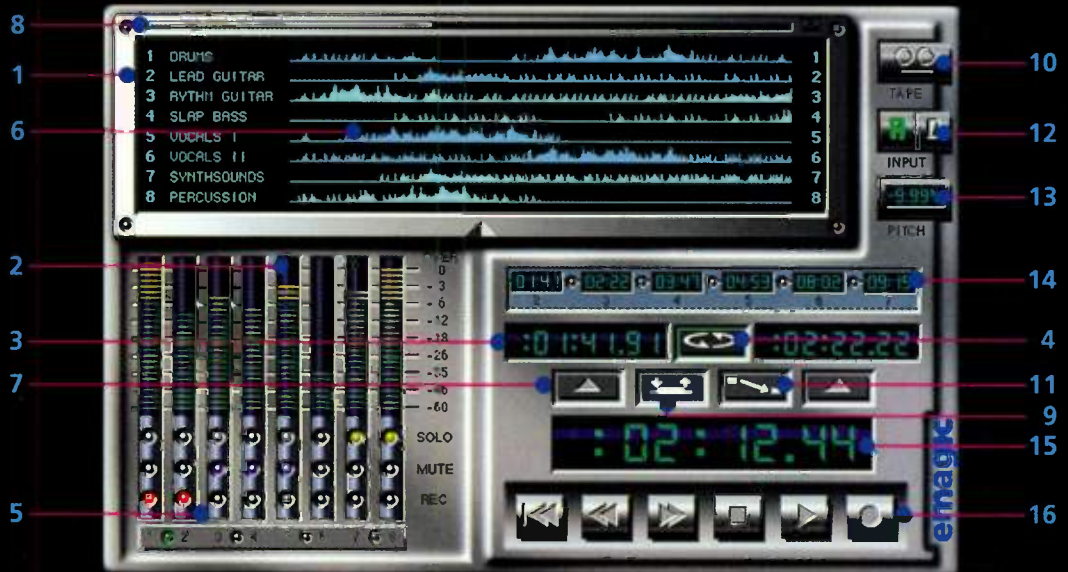 8
1 DRUMS 1
2 LEAD GUITAR 2
3 RYTHM GUITAR 3
4 SLAP BASS 4
5 VOCALS I 5
6 VOCALS II 6
7 SYNTHSOUNDS 7
8 PERCUSSION 8
1
6
10
TAPE
12
INPUT
13
PITCH
2
0
-3
-6
-12
-18
-26
-35
-60
3
7
SOLO
MUTE
REC
5
01:41 02:22 03:47 04:53 08:02 09:15
14
:01:41.91 :02:22.22
4
11
9
:02:12.44
15
emagic
16